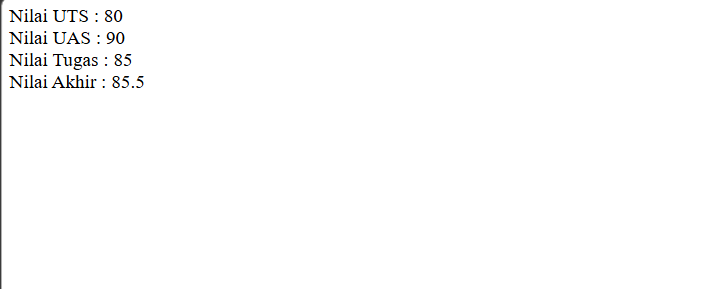 Nilai UTS : 80
Nilai UAS : 90
Nilai Tugas : 85
Nilai Akhir : 85.5